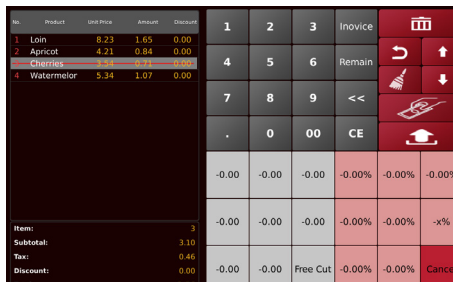 No. Product Unit Price Amount Discount
1 Loin 8.23 1.65 0.00
2 Apricot 4.21 0.84 0.00
3 Cherries 3.54 0.71 0.00
4 Watermelor 5.34 1.07 0.00
Item: 3
Subtotal: 3.10
Tax: 0.46
Discount: 0.00
1 2 3 Inovice
4 5 6 Remain
7 8 9 <<
. 0 00 CE
-0.00 -0.00 -0.00 -0.00% -0.00% -0.00%
-0.00 -0.00 -0.00 -0.00% -0.00% -x%
-0.00 -0.00 Free Cut -0.00% -0.00% Cance